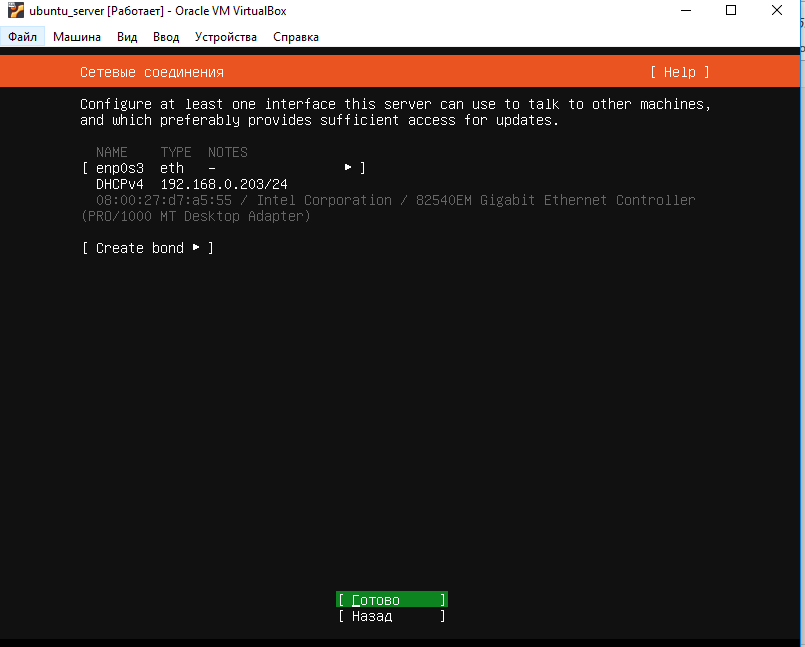 ubuntu_server [Работает] - Oracle VM VirtualBox
Файл Машина Вид Ввод Устройства Справка
Сетевые соединения [ Help ]
Configure at least one interface this server can use to talk to other machines,
and which preferably provides sufficient access for updates.
NAME TYPE NOTES
[ enp0s3 eth - ▸ ]
DHCPv4 192.168.0.203/24
08:00:27:d7:a5:55 / Intel Corporation / 82540EM Gigabit Ethernet Controller
(PRO/1000 MT Desktop Adapter)
[ Create bond ▸ ]
[ Готово ]
[ Назад ]